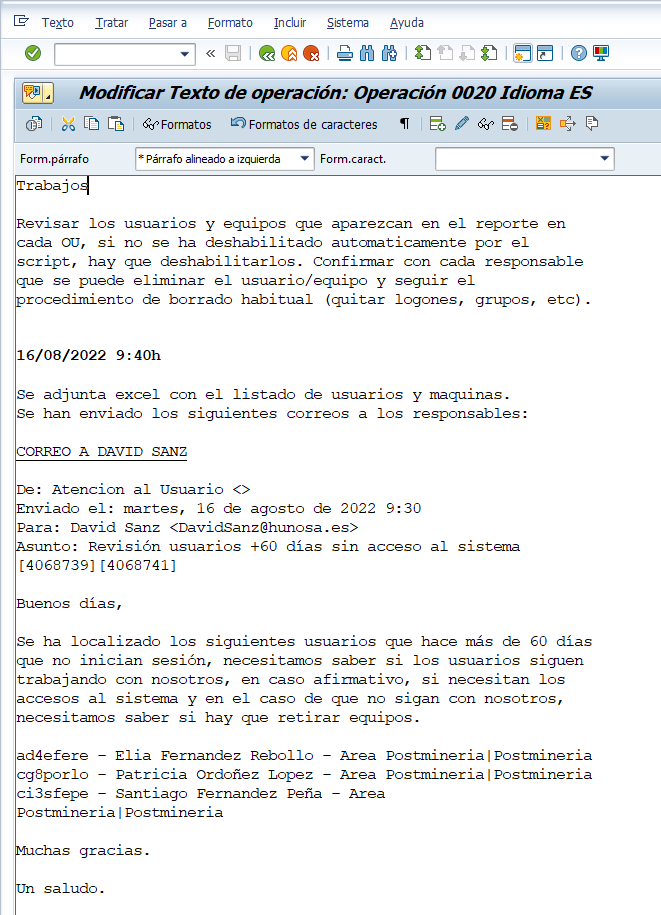 Texto Tratar Pasar a Formato Incluir Sistema Ayuda
Modificar Texto de operación: Operación 0020 Idioma ES
Formatos Formatos de caracteres
Form.párrafo * Párrafo alineado a izquierda Form.caract.
Trabajos
Revisar los usuarios y equipos que aparezcan en el reporte en
cada OU, si no se ha deshabilitado automaticamente por el
script, hay que deshabilitarlos. Confirmar con cada responsable
que se puede eliminar el usuario/equipo y seguir el
procedimiento de borrado habitual (quitar logones, grupos, etc).
16/08/2022 9:40h
Se adjunta excel con el listado de usuarios y maquinas.
Se han enviado los siguientes correos a los responsables:
CORREO A DAVID SANZ
De: Atencion al Usuario <>
Enviado el: martes, 16 de agosto de 2022 9:30
Para: David Sanz <DavidSanz@hunosa.es>
Asunto: Revisión usuarios +60 días sin acceso al sistema
[4068739][4068741]
Buenos días,
Se ha localizado los siguientes usuarios que hace más de 60 días
que no inician sesión, necesitamos saber si los usuarios siguen
trabajando con nosotros, en caso afirmativo, si necesitan los
accesos al sistema y en el caso de que no sigan con nosotros,
necesitamos saber si hay que retirar equipos.
ad4efere – Elia Fernandez Rebollo – Area Postmineria|Postmineria
cg8porlo – Patricia Ordoñez Lopez – Area Postmineria|Postmineria
ci3sfepe – Santiago Fernandez Peña – Area
Postmineria|Postmineria
Muchas gracias.
Un saludo.